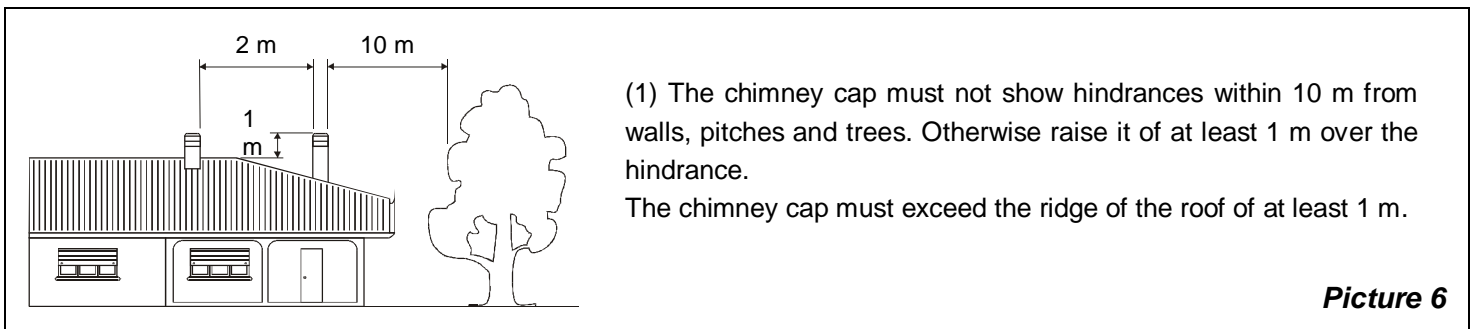 2 m 10 m
1
m
(1) The chimney cap must not show hindrances within 10 m from
walls, pitches and trees. Otherwise raise it of at least 1 m over the
hindrance.
The chimney cap must exceed the ridge of the roof of at least 1 m.
Picture 6